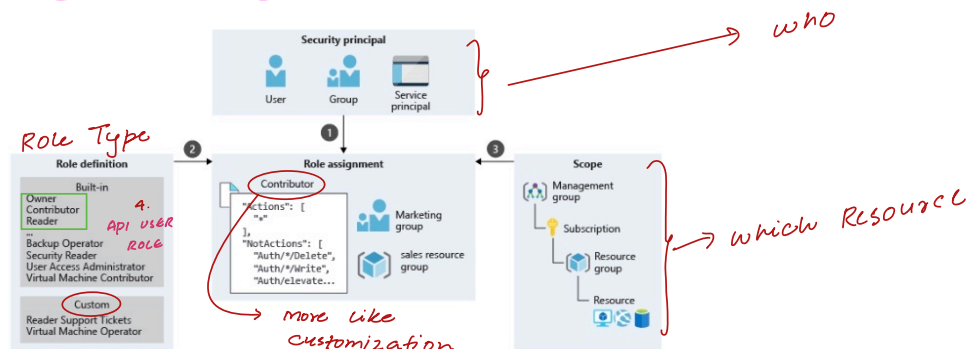 Security principal
User
Group
Service
principal
who
1
Role Type
2
3
Role definition
Built-in
Owner
Contributor
Reader
...
Backup Operator
Security Reader
User Access Administrator
Virtual Machine Contributor
4.
Api USER
ROLE
Custom
Reader Support Tickets
Virtual Machine Operator
Role assignment
Contributor
"Actions": [
"*"
],
"NotActions": [
"Auth/*/Delete",
"Auth/*/Write",
"Auth/elevate...
Marketing
group
sales resource
group
more like
customization
Scope
Management
group
Subscription
Resource
group
Resource
which Resource